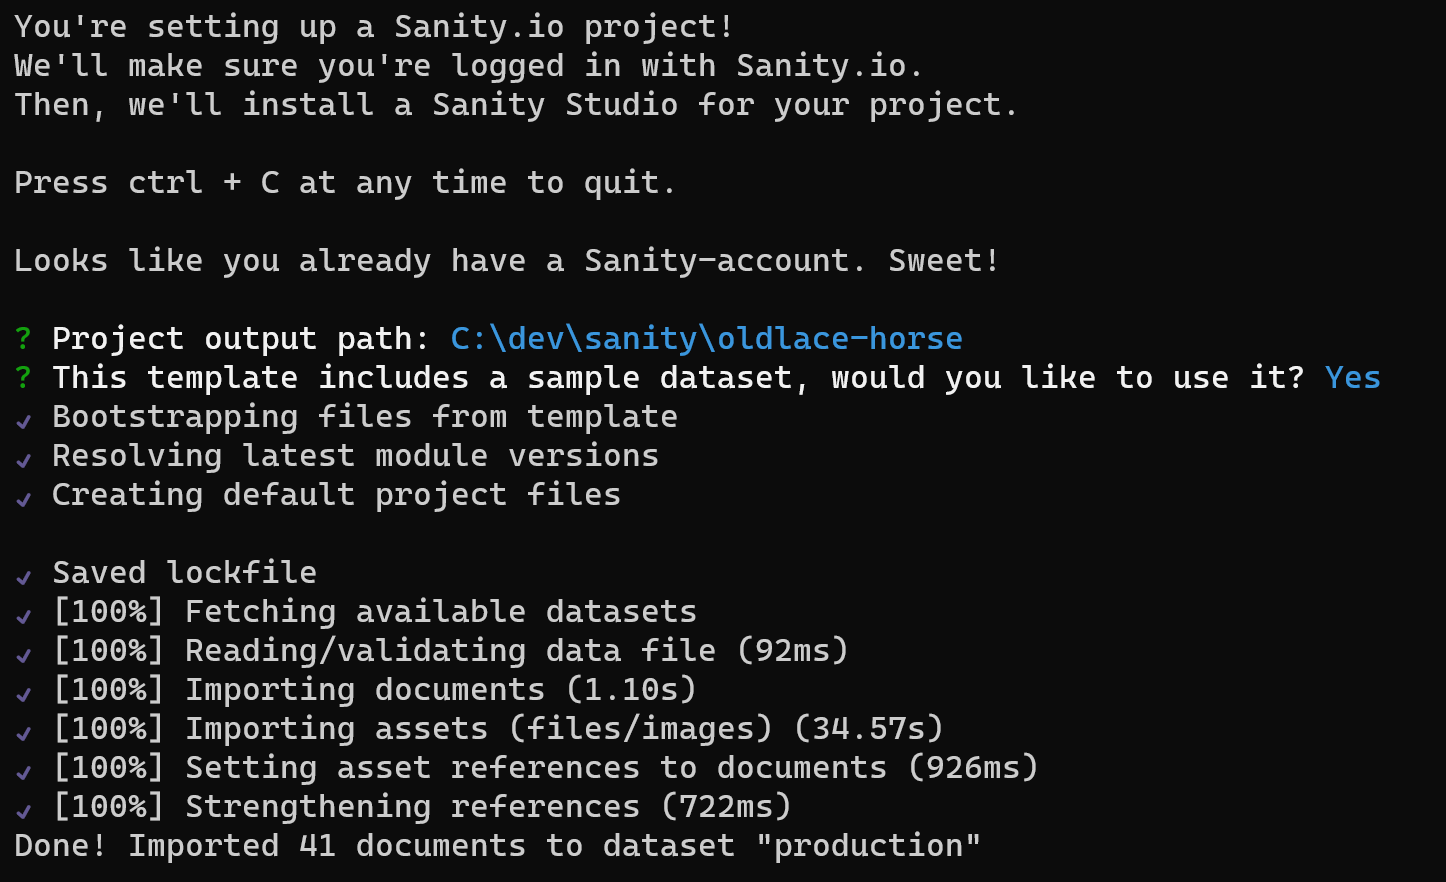 You're setting up a Sanity.io project!
We'll make sure you're logged in with Sanity.io.
Then, we'll install a Sanity Studio for your project.
Press ctrl + C at any time to quit.
Looks like you already have a Sanity-account. Sweet!
? Project output path: C:\dev\sanity\oldlace-horse
? This template includes a sample dataset, would you like to use it? Yes
✓ Bootstrapping files from template
✓ Resolving latest module versions
✓ Creating default project files
✓ Saved lockfile
✓ [100%] Fetching available datasets
✓ [100%] Reading/validating data file (92ms)
✓ [100%] Importing documents (1.10s)
✓ [100%] Importing assets (files/images) (34.57s)
✓ [100%] Setting asset references to documents (926ms)
✓ [100%] Strengthening references (722ms)
Done! Imported 41 documents to dataset "production"